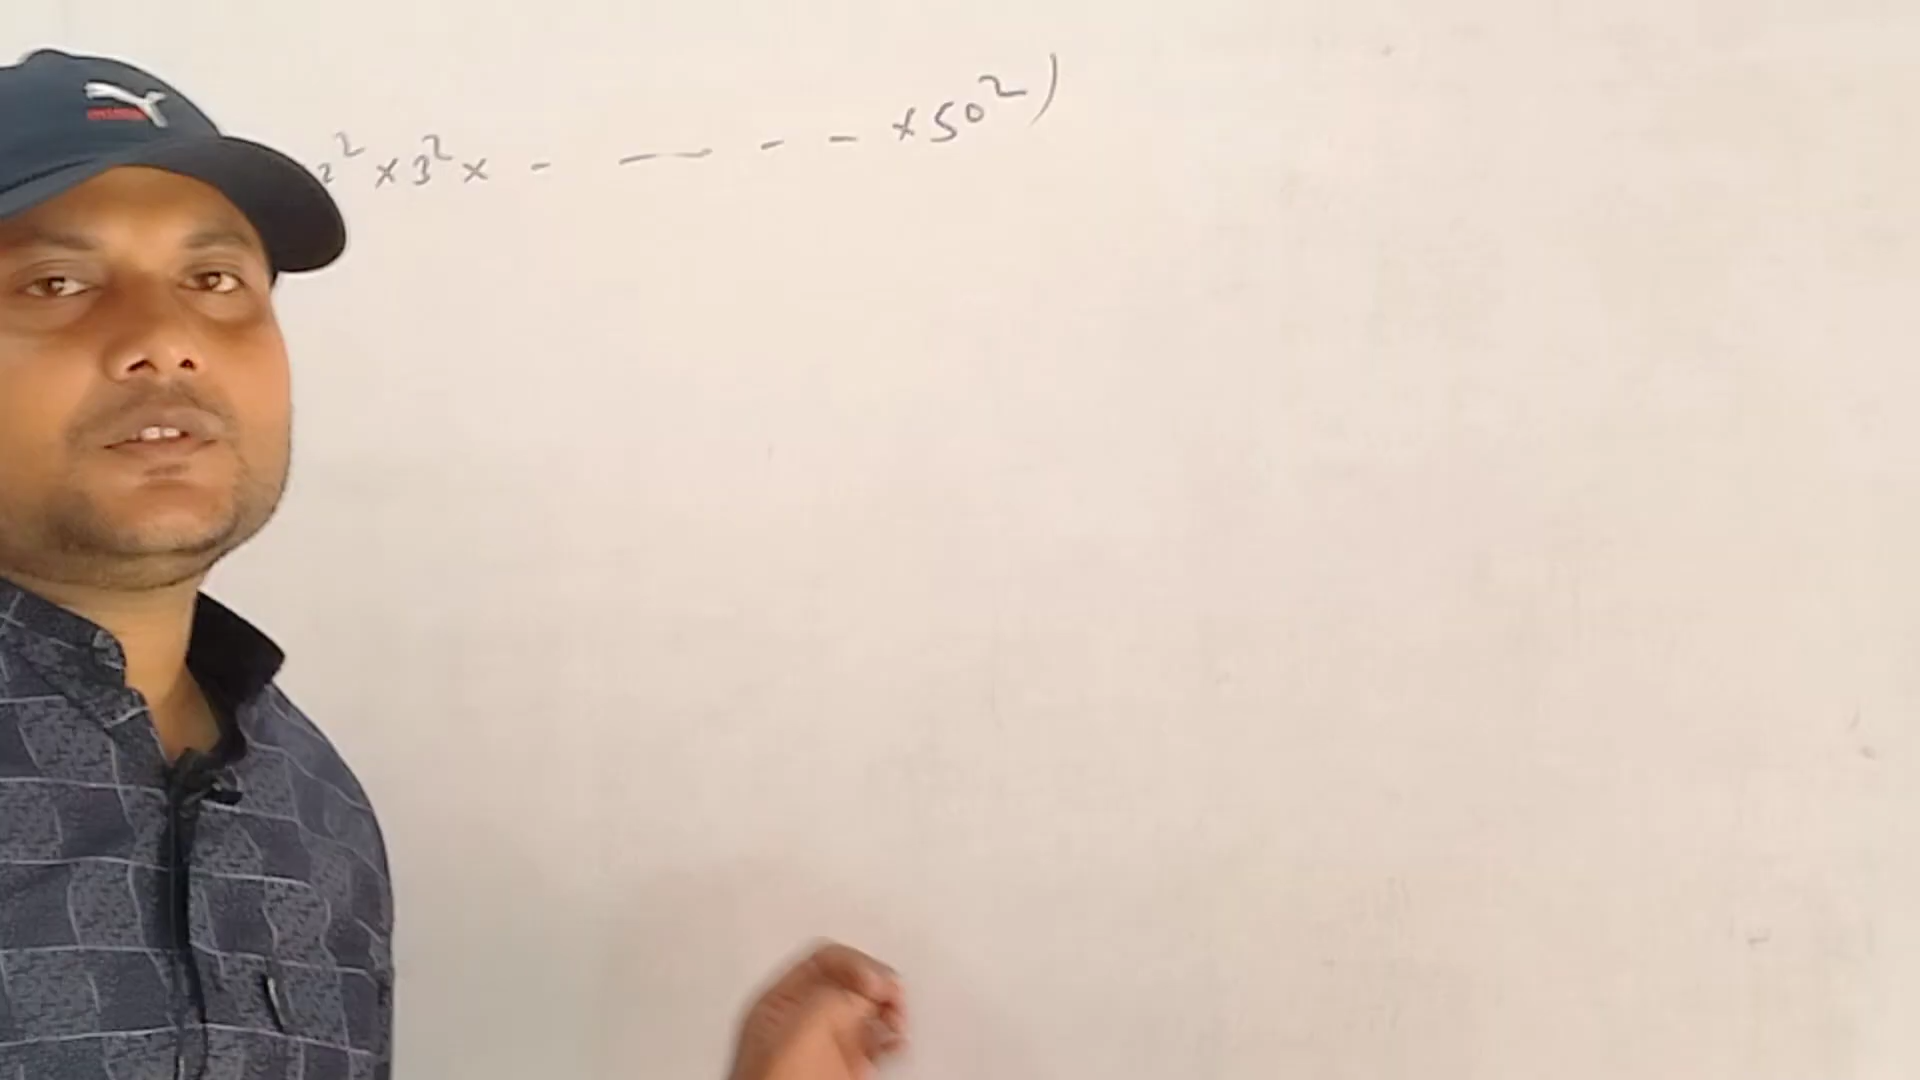 2² × 3² × - — - - × 50²)